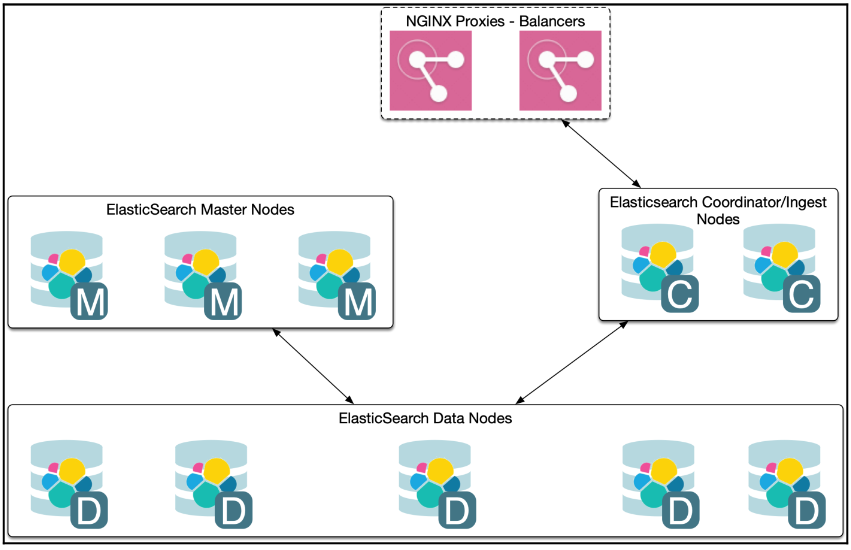 NGINX Proxies - Balancers
ElasticSearch Master Nodes
M
M
M
Elasticsearch Coordinator/Ingest
Nodes
C
C
ElasticSearch Data Nodes
D
D
D
D
D